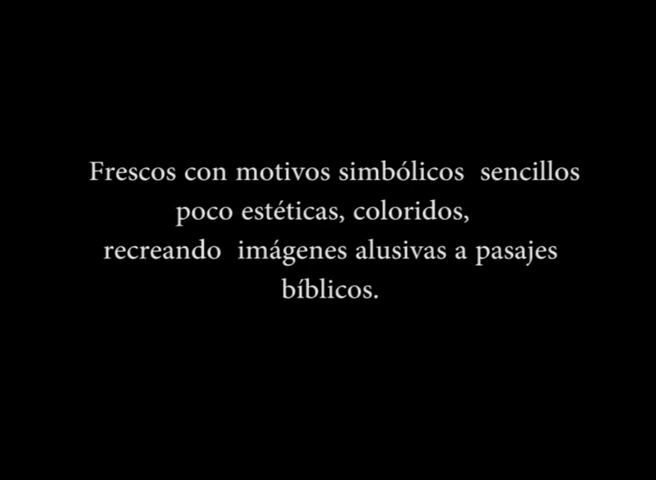 Frescos con motivos simbólicos  sencillos
poco estéticas, coloridos,
recreando  imágenes alusivas a pasajes
bíblicos.